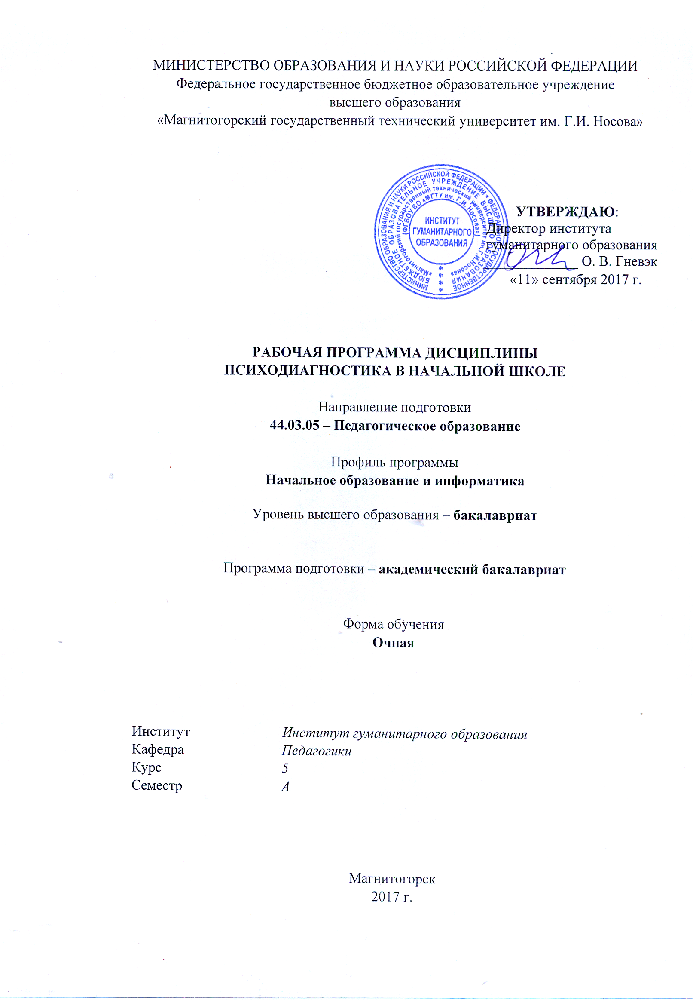 МИНИСТЕРСТВО ОБРАЗОВАНИЯ И НАУКИ РОССИЙСКОЙ ФЕДЕРАЦИИ
Федеральное государственное бюджетное образовательное учреждение
высшего образования
«Магнитогорский государственный технический университет им. Г.И. Носова»
МИНИСТЕРСТВО ОБРАЗОВАНИЯ И НАУКИ РОССИЙСКОЙ ФЕДЕРАЦИИ * ФЕДЕРАЛЬНОЕ ГОСУДАРСТВЕННОЕ
БЮДЖЕТНОЕ ОБРАЗОВАТЕЛЬНОЕ УЧРЕЖДЕНИЕ ВЫСШЕГО ОБРАЗОВАНИЯ
«Магнитогорский государственный технический университет им.Г.И.Носова»
(ФГБОУ ВО «МГТУ им. Г.И. Носова»)
ИНСТИТУТ
ГУМАНИТАРНОГО
ОБРАЗОВАНИЯ
УТВЕРЖДАЮ:
Директор института
гуманитарного образования
О. В. Гневэк
«11» сентября 2017 г.
РАБОЧАЯ ПРОГРАММА ДИСЦИПЛИНЫ
ПСИХОДИАГНОСТИКА В НАЧАЛЬНОЙ ШКОЛЕ
Направление подготовки
44.03.05 – Педагогическое образование
Профиль программы
Начальное образование и информатика
Уровень высшего образования – бакалавриат
Программа подготовки – академический бакалавриат
Форма обучения
Очная
Институт Институт гуманитарного образования
Кафедра Педагогики
Курс 5
Семестр А
Магнитогорск
2017 г.